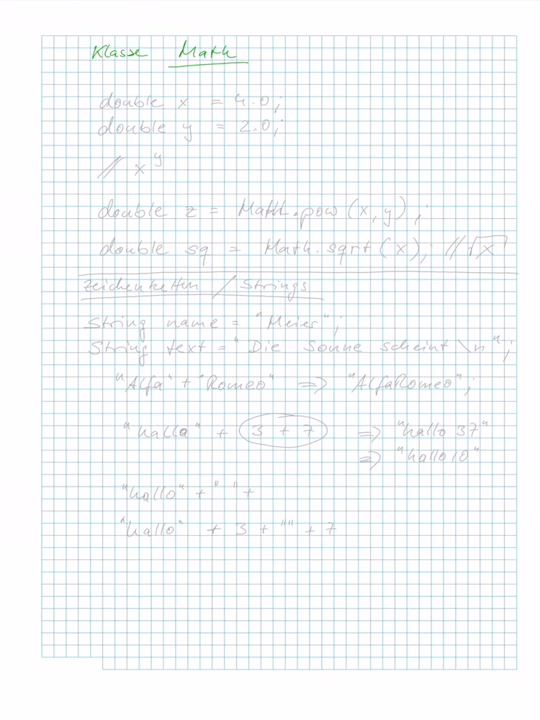 Klasse Math
double x = 4.0;
double y = 2.0;
// x^y
double z = Math.pow (x, y);
double sq = Math.sqrt (x); // √x
Zeichenketten / Strings
String name = "Meier";
String text = "Die Sonne scheint \n";
"Alfa" + "Romeo" => "AlfaRomeo";
"hallo" + 3 + 7 => "hallo 37"
=> "hallo10"
"hallo" + " " +
"hallo" + 3 + "" + 7